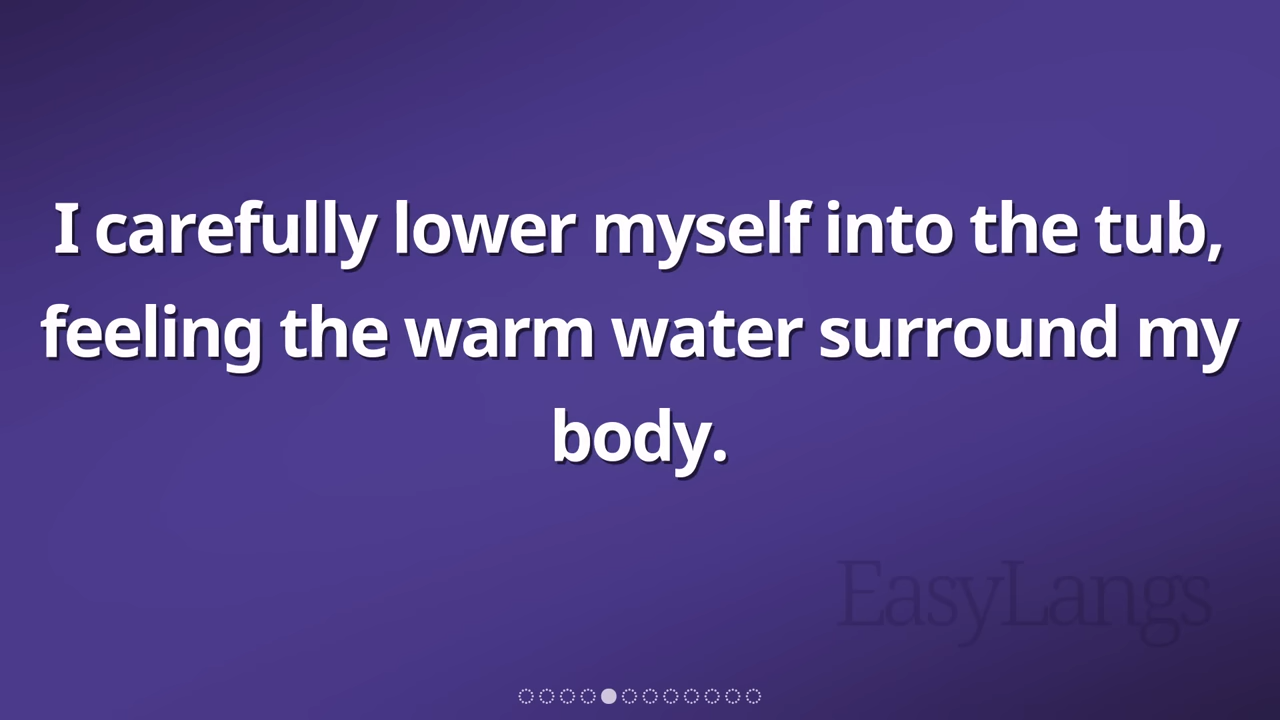 I carefully lower myself into the tub,
feeling the warm water surround my
body.
EasyLangs